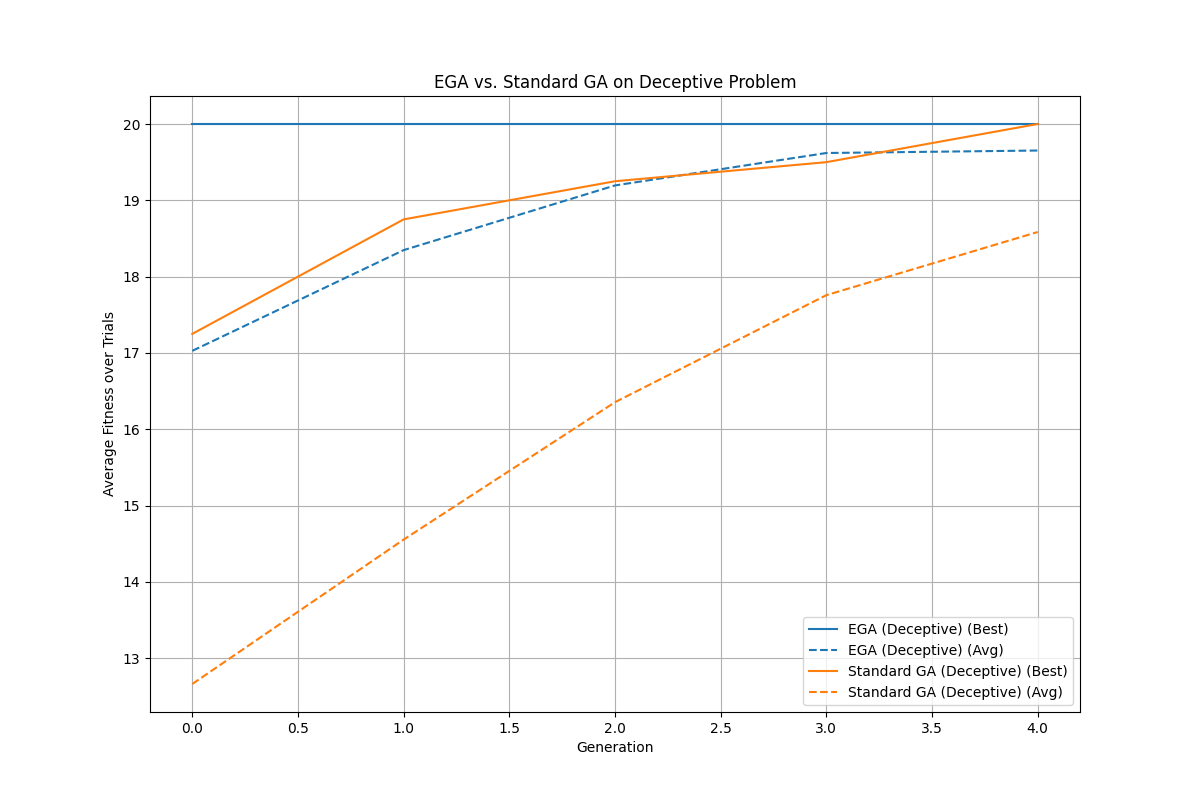 EGA vs. Standard GA on Deceptive Problem
Average Fitness over Trials
20
19
18
17
16
15
14
13
0.0 0.5 1.0 1.5 2.0 2.5 3.0 3.5 4.0
Generation
EGA (Deceptive) (Best)
EGA (Deceptive) (Avg)
Standard GA (Deceptive) (Best)
Standard GA (Deceptive) (Avg)